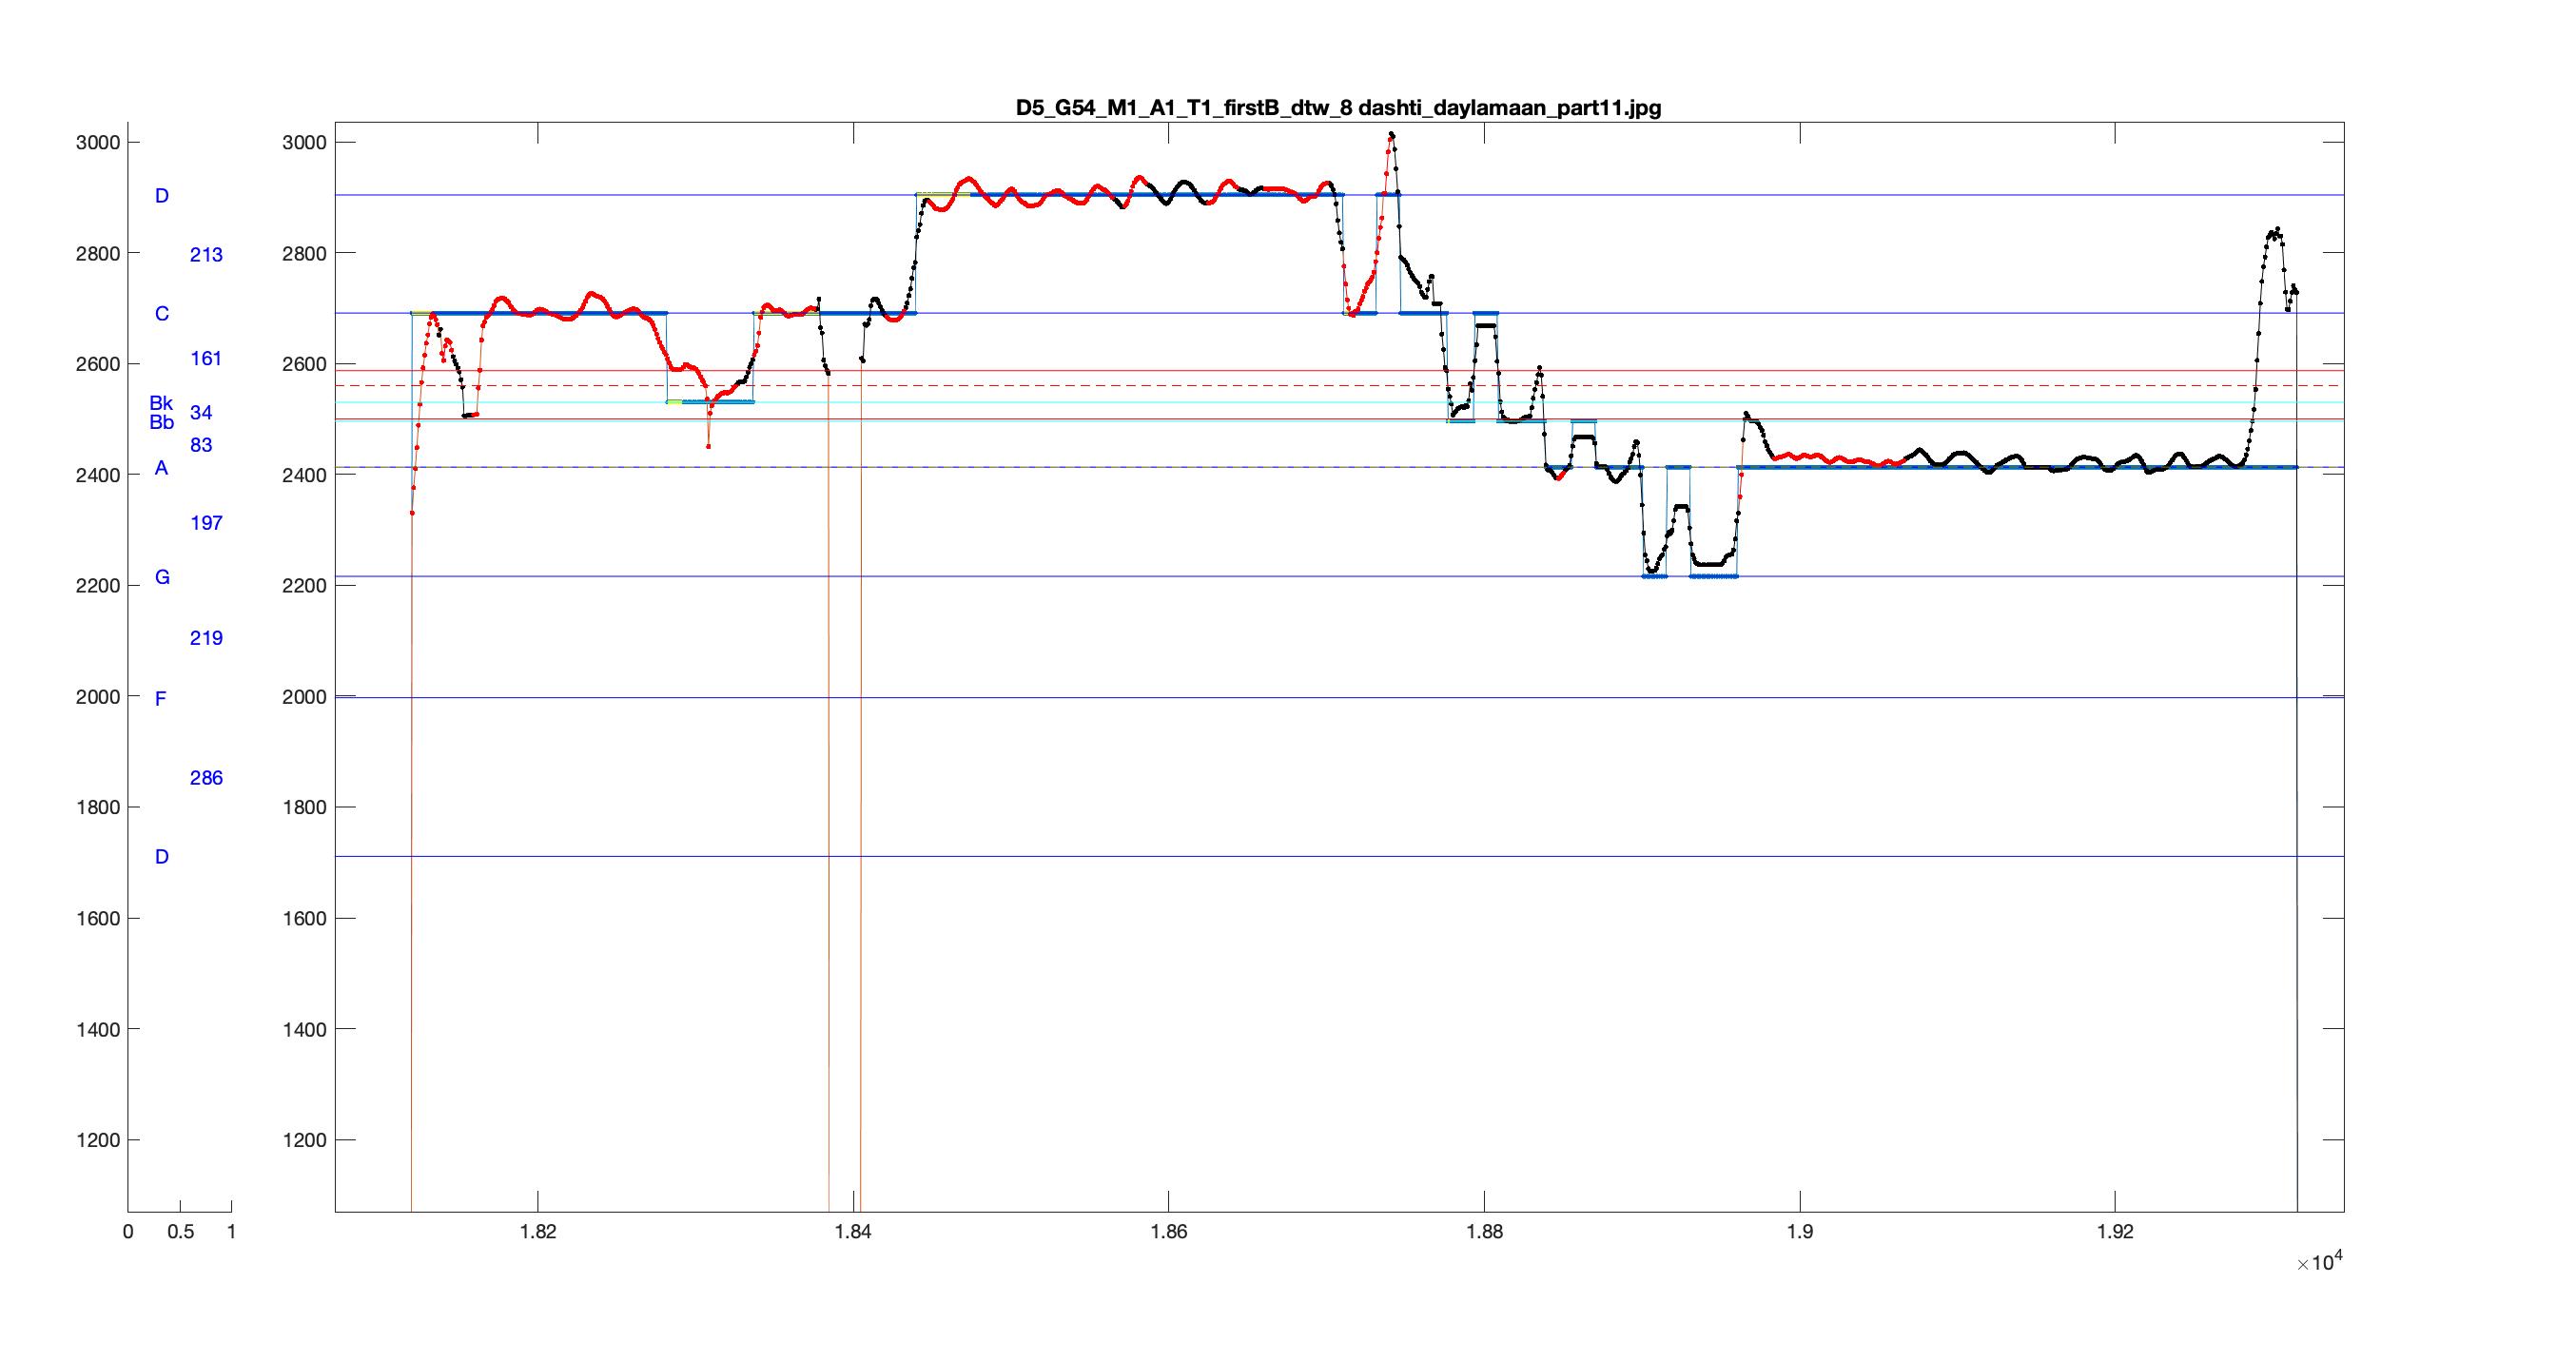 D5_G54_M1_A1_T1_firstB_dtw_8 dashti_daylamaan_part11.jpg
3000 3000
D
2800 213 2800
C
2600 161 2600
Bk 34
Bb
83
2400 A 2400
197
2200 G 2200
219
2000 F 2000
286
1800 1800
D
1600 1600
1400 1400
1200 1200
0 0.5 1 1.82 1.84 1.86 1.88 1.9 1.92
×10⁴